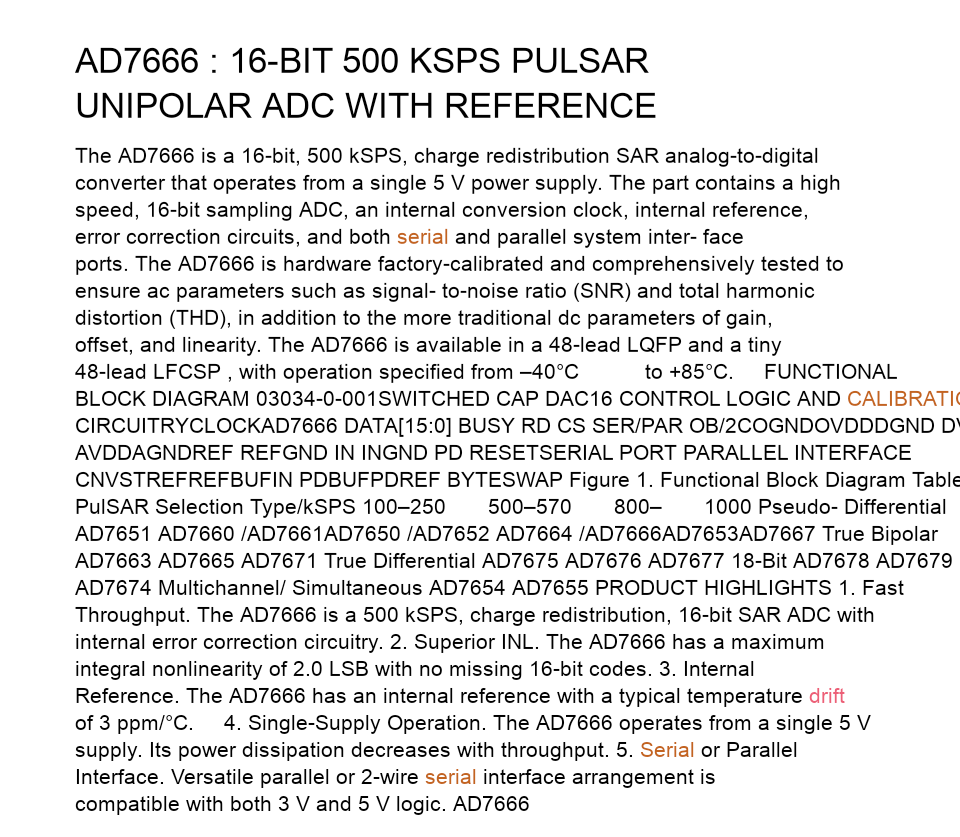 AD7666 : 16-BIT 500 KSPS PULSAR
UNIPOLAR ADC WITH REFERENCE
The AD7666 is a 16-bit, 500 kSPS, charge redistribution SAR analog-to-digital
converter that operates from a single 5 V power supply. The part contains a high
speed, 16-bit sampling ADC, an internal conversion clock, internal reference,
error correction circuits, and both serial and parallel system inter- face
ports. The AD7666 is hardware factory-calibrated and comprehensively tested to
ensure ac parameters such as signal- to-noise ratio (SNR) and total harmonic
distortion (THD), in addition to the more traditional dc parameters of gain,
offset, and linearity. The AD7666 is available in a 48-lead LQFP and a tiny
48-lead LFCSP , with operation specified from –40°C to +85°C. FUNCTIONAL
BLOCK DIAGRAM 03034-0-001SWITCHED CAP DAC16 CONTROL LOGIC AND CALIBRATIO
CIRCUITRYCLOCKAD7666 DATA[15:0] BUSY RD CS SER/PAR OB/2COGNDOVDDDGND DV
AVDDAGNDREF REFGND IN INGND PD RESETSERIAL PORT PARALLEL INTERFACE
CNVSTREFREFBUFIN PDBUFPDREF BYTESWAP Figure 1. Functional Block Diagram Table
PulSAR Selection Type/kSPS 100–250 500–570 800– 1000 Pseudo- Differential
AD7651 AD7660 /AD7661AD7650 /AD7652 AD7664 /AD7666AD7653AD7667 True Bipolar
AD7663 AD7665 AD7671 True Differential AD7675 AD7676 AD7677 18-Bit AD7678 AD7679
AD7674 Multichannel/ Simultaneous AD7654 AD7655 PRODUCT HIGHLIGHTS 1. Fast
Throughput. The AD7666 is a 500 kSPS, charge redistribution, 16-bit SAR ADC with
internal error correction circuitry. 2. Superior INL. The AD7666 has a maximum
integral nonlinearity of 2.0 LSB with no missing 16-bit codes. 3. Internal
Reference. The AD7666 has an internal reference with a typical temperature drift
of 3 ppm/°C. 4. Single-Supply Operation. The AD7666 operates from a single 5 V
supply. Its power dissipation decreases with throughput. 5. Serial or Parallel
Interface. Versatile parallel or 2-wire serial interface arrangement is
compatible with both 3 V and 5 V logic. AD7666